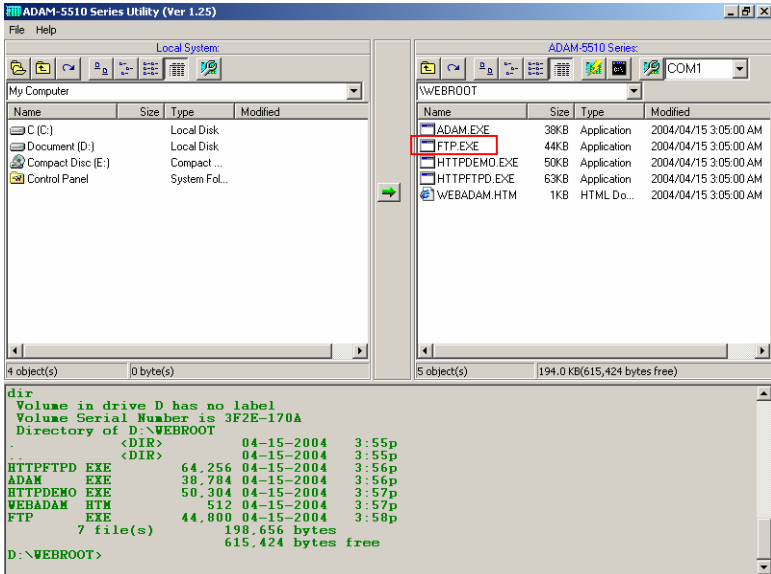 ADAM-5510 Series Utility (Ver 1.25)
File Help
Local System:
My Computer
Name Size Type Modified
C (C:) Local Disk
Document (D:) Local Disk
Compact Disc (E:) Compact ...
Control Panel System Fol...
4 object(s) 0 byte(s)
ADAM-5510 Series:
COM1
\WEBROOT
Name Size Type Modified
ADAM.EXE 38KB Application 2004/04/15 3:05:00 AM
FTP.EXE 44KB Application 2004/04/15 3:05:00 AM
HTTPDEMO.EXE 50KB Application 2004/04/15 3:05:00 AM
HTTPFTPD.EXE 63KB Application 2004/04/15 3:05:00 AM
WEBADAM.HTM 1KB HTML Do... 2004/04/15 3:05:00 AM
5 object(s) 194.0 KB(615,424 bytes free)
dir
Volume in drive D has no label
Volume Serial Number is 3F2E-170A
Directory of D:\WEBROOT
. <DIR> 04-15-2004 3:55p
.. <DIR> 04-15-2004 3:55p
HTTPFTPD EXE 64,256 04-15-2004 3:56p
ADAM EXE 38,784 04-15-2004 3:56p
HTTPDEMO EXE 50,304 04-15-2004 3:57p
WEBADAM HTM 512 04-15-2004 3:57p
FTP EXE 44,800 04-15-2004 3:58p
7 file(s) 198,656 bytes
615,424 bytes free
D:\WEBROOT>